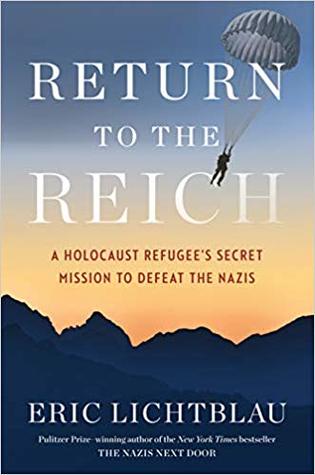 RETURN
TO THE
REICH
A HOLOCAUST REFUGEE'S SECRET
MISSION TO DEFEAT THE NAZIS
ERIC LICHTBLAU
Pulitzer Prize–winning author of the New York Times bestseller
THE NAZIS NEXT DOOR